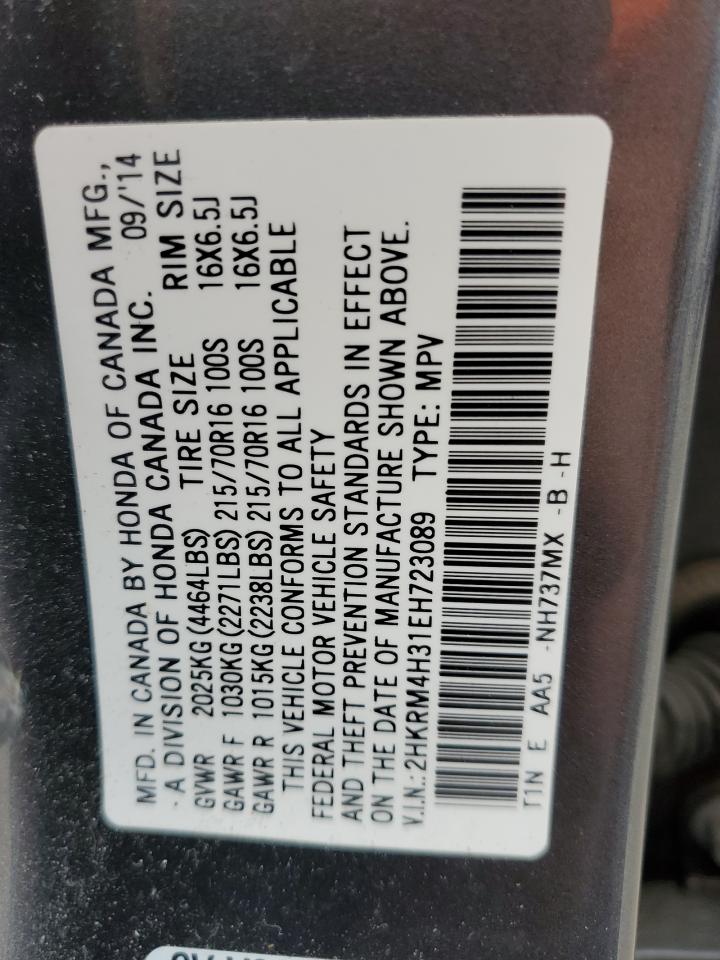 MFD. IN CANADA BY HONDA OF CANADA MFG.,
- A DIVISION OF HONDA CANADA INC. 09/'14
GVWR 2025KG(4464LBS) TIRE SIZE RIM SIZE
GAWR F 1030KG(2271LBS) 215/70R16 100S 16X6.5J
GAWR R 1015KG(2238LBS) 215/70R16 100S 16X6.5J
THIS VEHICLE CONFORMS TO ALL APPLICABLE
FEDERAL MOTOR VEHICLE SAFETY
AND THEFT PREVENTION STANDARDS IN EFFECT
ON THE DATE OF MANUFACTURE SHOWN ABOVE.
V.I.N.:2HKRM4H31EH723089 TYPE: MPV
T1N E AA5 -NH737MX -B -H